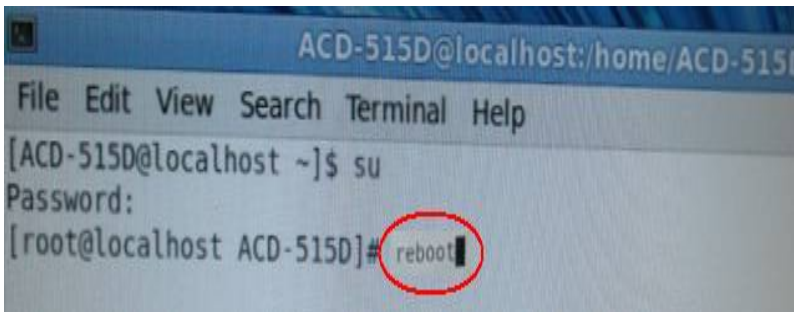 ACD-515D@localhost:/home/ACD-515
File Edit View Search Terminal Help
[ACD-515D@localhost ~]$ su
Password:
[root@localhost ACD-515D]# reboot